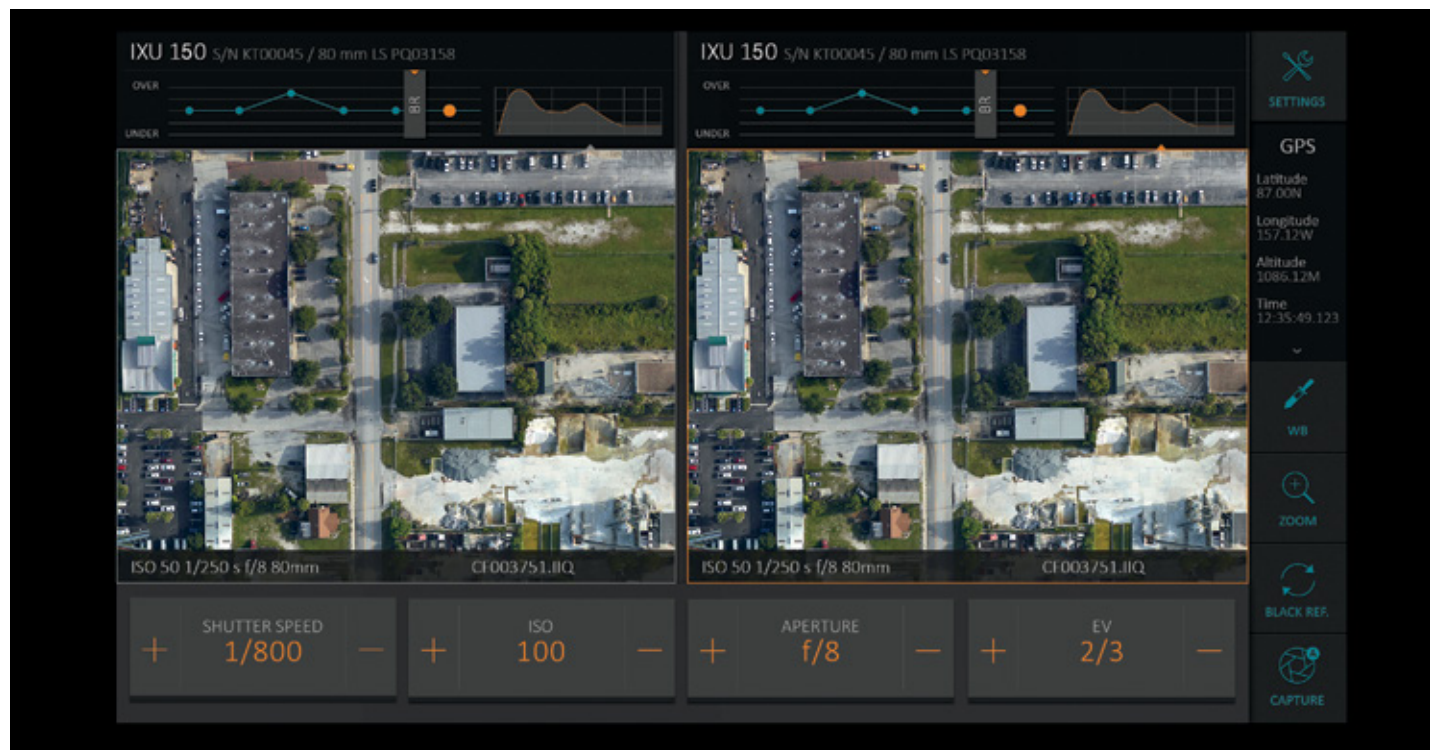 IXU 150 S/N KT00045 / 80 mm LS PQ03158
OVER
BR
UNDER
ISO 50 1/250 s f/8 80mm
CF003751.IIQ
IXU 150 S/N KT00045 / 80 mm LS PQ03158
OVER
BR
UNDER
ISO 50 1/250 s f/8 80mm
CF003751.IIQ
SETTINGS
GPS
Latitude
87.00N
Longitude
157.12W
Altitude
1086.12M
Time
12:35:49.123
WB
ZOOM
BLACK REF.
A
CAPTURE
SHUTTER SPEED
+ 1/800 −
ISO
+ 100 −
APERTURE
+ f/8 −
EV
+ 2/3 −